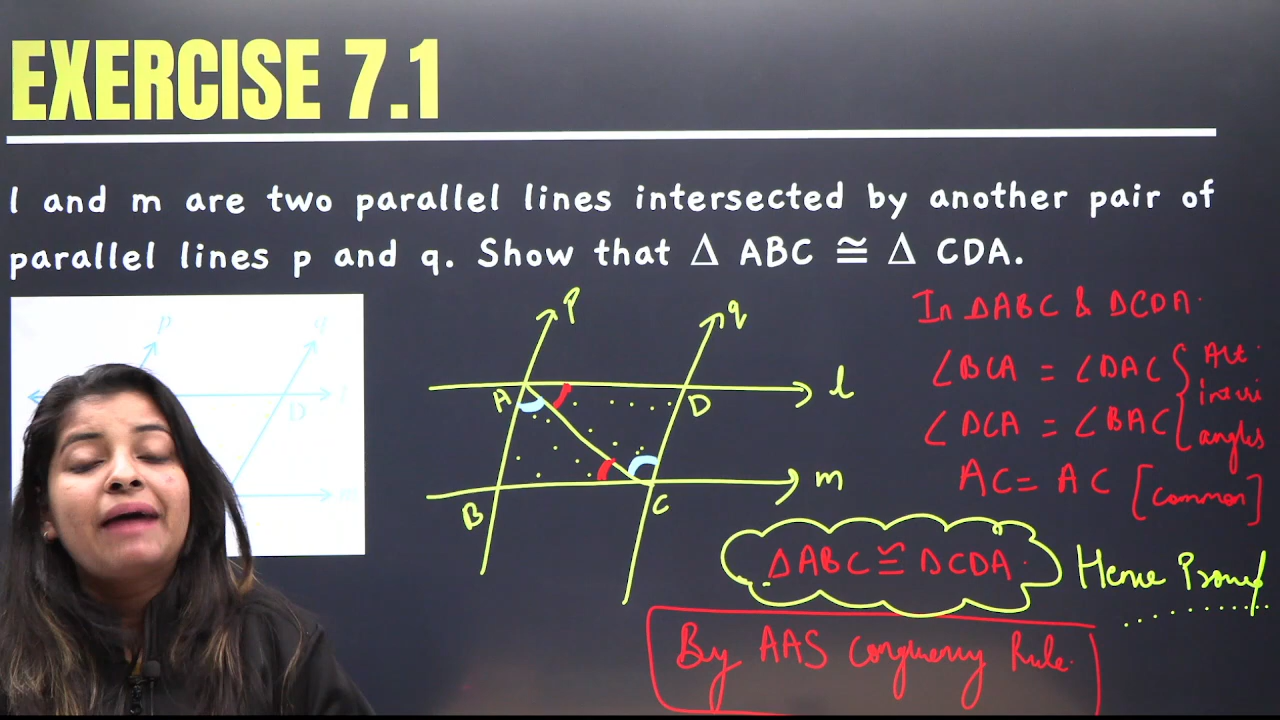 EXERCISE 7.1
l and m are two parallel lines intersected by another pair of
parallel lines p and q. Show that Δ ABC ≅ Δ CDA.
p
q
l
D
m
p
q
A
D
l
B
C
m
In ΔABC & ΔCDA.
∠BCA = ∠DAC
∠DCA = ∠BAC
Alt.
angles
AC = AC [common]
ΔABC ≅ ΔCDA.
Hence Proved
By AAS Congruency Rule.